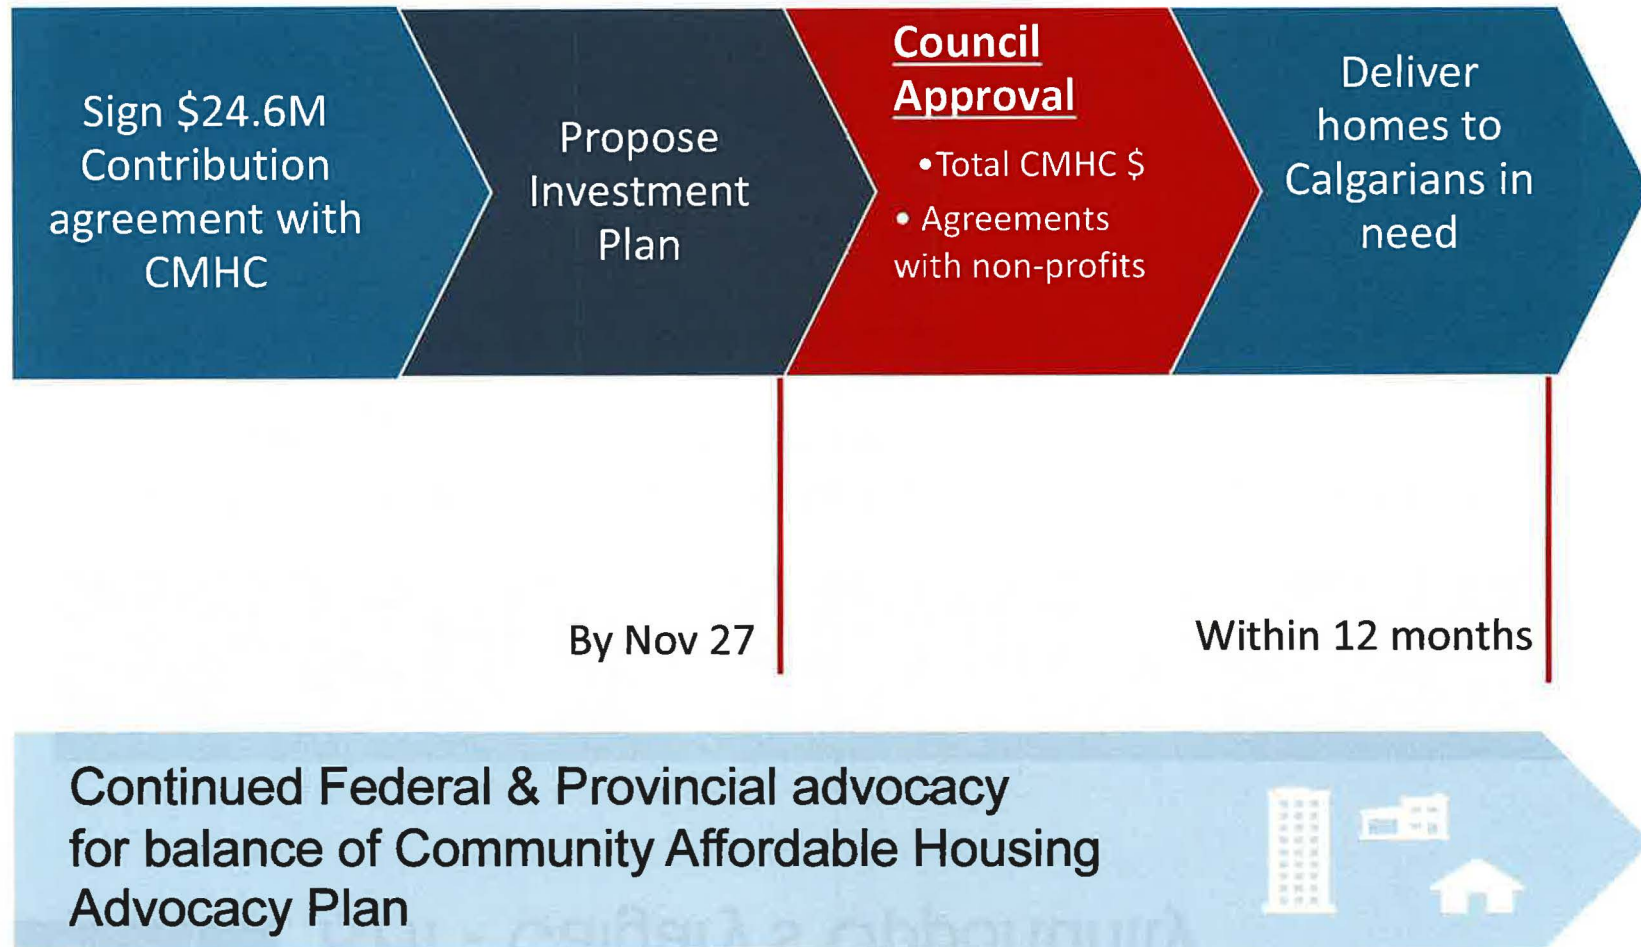 Sign $24.6M
Contribution
agreement with
CMHC
Propose
Investment
Plan
Council
Approval
•Total CMHC $
• Agreements
with non-profits
Deliver
homes to
Calgarians in
need
By Nov 27
Within 12 months
Continued Federal & Provincial advocacy
for balance of Community Affordable Housing
Advocacy Plan